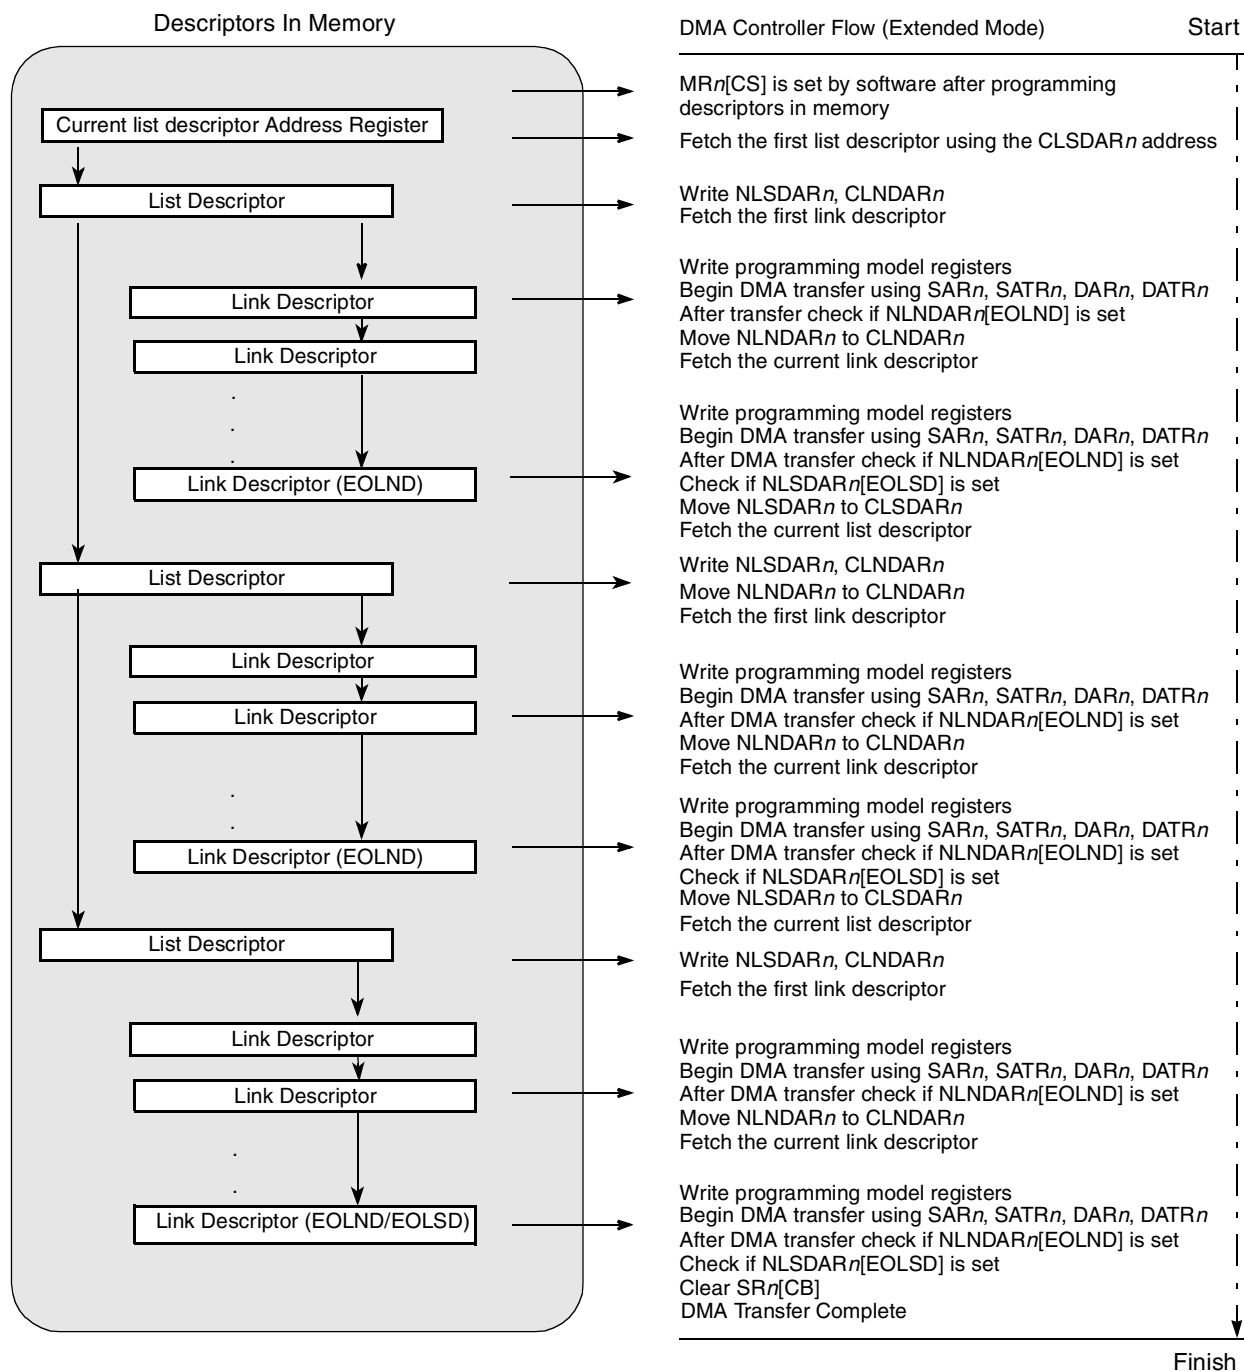 Descriptors In Memory
Current list descriptor Address Register
List Descriptor
Link Descriptor
Link Descriptor
.
.
.
Link Descriptor (EOLND)
List Descriptor
Link Descriptor
Link Descriptor
.
.
Link Descriptor (EOLND)
List Descriptor
Link Descriptor
Link Descriptor
.
.
Link Descriptor (EOLND/EOLSD)
DMA Controller Flow (Extended Mode)
Start
MRn[CS] is set by software after programming
descriptors in memory
Fetch the first list descriptor using the CLSDARn address
Write NLSDARn, CLNDARn
Fetch the first link descriptor
Write programming model registers
Begin DMA transfer using SARn, SATRn, DARn, DATRn
After transfer check if NLNDARn[EOLND] is set
Move NLNDARn to CLNDARn
Fetch the current link descriptor
Write programming model registers
Begin DMA transfer using SARn, SATRn, DARn, DATRn
After DMA transfer check if NLNDARn[EOLND] is set
Check if NLSDARn[EOLSD] is set
Move NLSDARn to CLSDARn
Fetch the current list descriptor
Write NLSDARn, CLNDARn
Move NLNDARn to CLNDARn
Fetch the first link descriptor
Write programming model registers
Begin DMA transfer using SARn, SATRn, DARn, DATRn
After DMA transfer check if NLNDARn[EOLND] is set
Move NLNDARn to CLNDARn
Fetch the current link descriptor
Write programming model registers
Begin DMA transfer using SARn, SATRn, DARn, DATRn
After DMA transfer check if NLNDARn[EOLND] is set
Check if NLSDARn[EOLSD] is set
Move NLSDARn to CLSDARn
Fetch the current list descriptor
Write NLSDARn, CLNDARn
Fetch the first link descriptor
Write programming model registers
Begin DMA transfer using SARn, SATRn, DARn, DATRn
After DMA transfer check if NLNDARn[EOLND] is set
Move NLNDARn to CLNDARn
Fetch the current link descriptor
Write programming model registers
Begin DMA transfer using SARn, SATRn, DARn, DATRn
After DMA transfer check if NLNDARn[EOLND] is set
Check if NLSDARn[EOLSD] is set
Clear SRn[CB]
DMA Transfer Complete
Finish